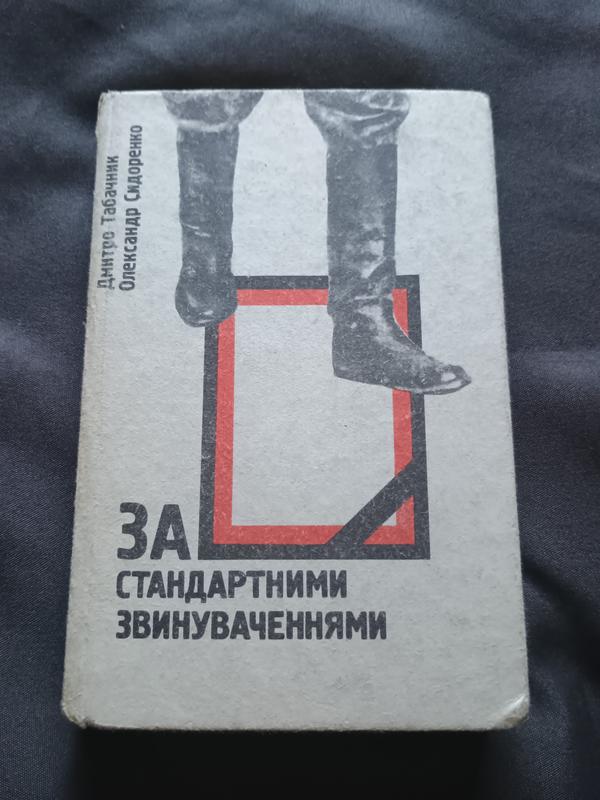 Дмитро Табачник
Олександр Сидоренко
ЗА
СТАНДАРТНИМИ
ЗВИНУВАЧЕННЯМИ